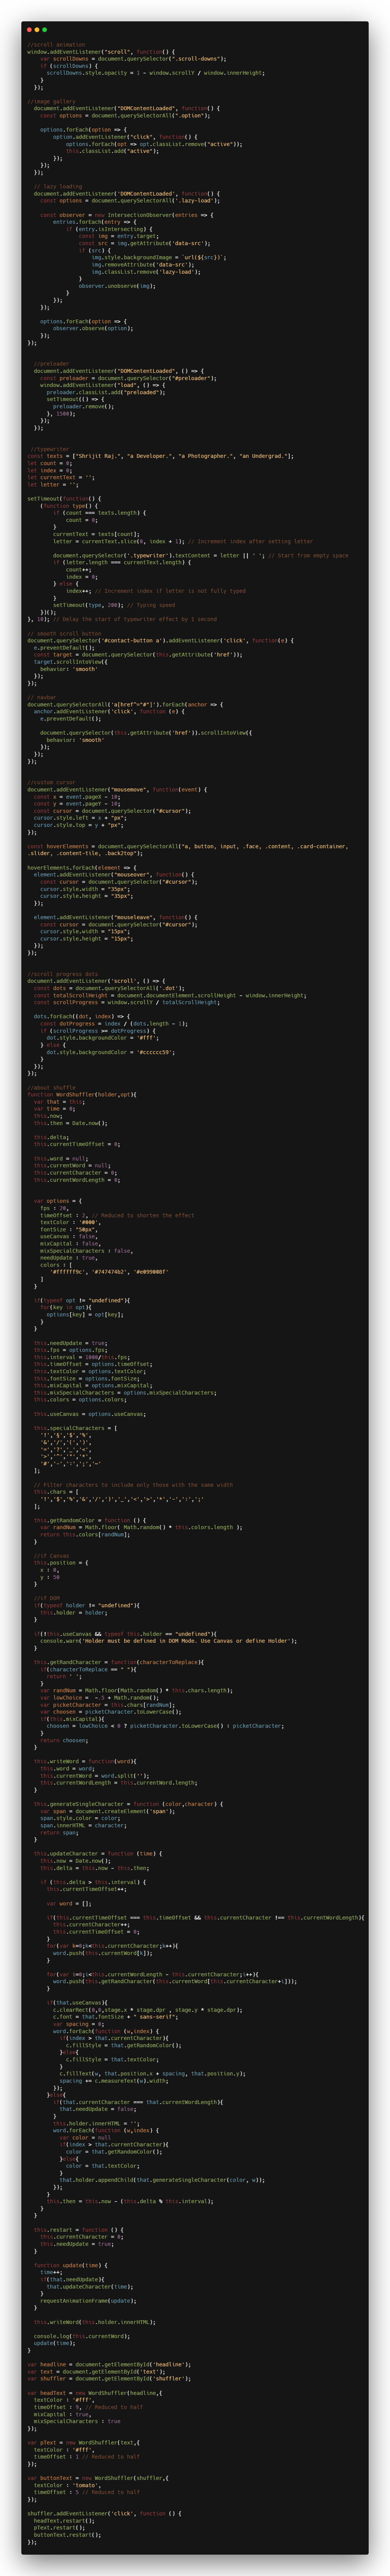 //scroll animation
window.addEventListener("scroll", function() {
var scrollDowns = document.querySelector(".scroll-downs");
if (scrollDowns) {
scrollDowns.style.opacity = 1 - window.scrollY / window.innerHeight;
}
});
//image gallery
document.addEventListener("DOMContentLoaded", function() {
const options = document.querySelectorAll(".option");
options.forEach(option => {
option.addEventListener("click", function() {
options.forEach(opt => opt.classList.remove("active"));
this.classList.add("active");
});
});
});
// lazy loading
document.addEventListener('DOMContentLoaded', function() {
const options = document.querySelectorAll('.lazy-load');
const observer = new IntersectionObserver(entries => {
entries.forEach(entry => {
if (entry.isIntersecting) {
const img = entry.target;
const src = img.getAttribute('data-src');
if (src) {
img.style.backgroundImage = `url(${src})`;
img.removeAttribute('data-src');
img.classList.remove('lazy-load');
}
observer.unobserve(img);
}
});
});
options.forEach(option => {
observer.observe(option);
});
});
//preloader
document.addEventListener("DOMContentLoaded", () => {
const preloader = document.querySelector("#preloader");
window.addEventListener("load", () => {
preloader.classList.add("preloaded");
setTimeout(() => {
preloader.remove();
}, 1500);
});
});
//typewriter
const texts = ["Shrijit Raj.", "a Developer.", "a Photographer.", "an Undergrad."];
let count = 0;
let index = 0;
let currentText = '';
let letter = '';
setTimeout(function() {
(function type() {
if (count === texts.length) {
count = 0;
}
currentText = texts[count];
letter = currentText.slice(0, index + 1); // Increment index after setting letter
document.querySelector('.typewriter').textContent = letter || ' '; // Start from empty space
if (letter.length === currentText.length) {
count++;
index = 0;
} else {
index++; // Increment index if letter is not fully typed
}
setTimeout(type, 200); // Typing speed
})();
}, 10); // Delay the start of typewriter effect by 1 second
// smooth scroll button
document.querySelector('#contact-button a').addEventListener('click', function(e) {
e.preventDefault();
const target = document.querySelector(this.getAttribute('href'));
target.scrollIntoView({
behavior: 'smooth'
});
});
// navbar
document.querySelectorAll('a[href^="#"]').forEach(anchor => {
anchor.addEventListener('click', function (e) {
e.preventDefault();
document.querySelector(this.getAttribute('href')).scrollIntoView({
behavior: 'smooth'
});
});
});
//custom cursor
document.addEventListener("mousemove", function(event) {
const x = event.pageX - 10;
const y = event.pageY - 10;
const cursor = document.querySelector("#cursor");
cursor.style.left = x + "px";
cursor.style.top = y + "px";
});
const hoverElements = document.querySelectorAll("a, button, input, .face, .content, .card-container,
.slider, .content-tile, .back2top");
hoverElements.forEach(element => {
element.addEventListener("mouseover", function() {
const cursor = document.querySelector("#cursor");
cursor.style.width = "35px";
cursor.style.height = "35px";
});
element.addEventListener("mouseleave", function() {
const cursor = document.querySelector("#cursor");
cursor.style.width = "15px";
cursor.style.height = "15px";
});
});
//scroll progress dots
document.addEventListener('scroll', () => {
const dots = document.querySelectorAll('.dot');
const totalScrollHeight = document.documentElement.scrollHeight - window.innerHeight;
const scrollProgress = window.scrollY / totalScrollHeight;
dots.forEach((dot, index) => {
const dotProgress = index / (dots.length - 1);
if (scrollProgress >= dotProgress) {
dot.style.backgroundColor = '#fff';
} else {
dot.style.backgroundColor = '#cccccc59';
}
});
});
//about shuffle
function WordShuffler(holder,opt){
var that = this;
var time = 0;
this.now;
this.then = Date.now();
this.delta;
this.currentTimeOffset = 0;
this.word = null;
this.currentWord = null;
this.currentCharacter = 0;
this.currentWordLength = 0;
var options = {
fps : 20,
timeOffset : 2, // Reduced to shorten the effect
textColor : '#000',
fontSize : "50px",
useCanvas : false,
mixCapital : false,
mixSpecialCharacters : false,
needUpdate : true,
colors : [
'#ffffff9c', '#747474b2', '#e099008f'
]
}
if(typeof opt != "undefined"){
for(key in opt){
options[key] = opt[key];
}
}
this.needUpdate = true;
this.fps = options.fps;
this.interval = 1000/this.fps;
this.timeOffset = options.timeOffset;
this.textColor = options.textColor;
this.fontSize = options.fontSize;
this.mixCapital = options.mixCapital;
this.mixSpecialCharacters = options.mixSpecialCharacters;
this.colors = options.colors;
this.useCanvas = options.useCanvas;
this.specialCharacters = [
'!','§','$','%',
'&','/','(',')',
'=','?','_','<',
'>','^','°','*',
'#','-',':',';','~'
];
// Filter characters to include only those with the same width
this.chars = [
'!','$','%','&','/',')','_','<','>','*','-',':',';'
];
this.getRandomColor = function () {
var randNum = Math.floor( Math.random() * this.colors.length );
return this.colors[randNum];
}
//if Canvas
this.position = {
x : 0,
y : 50
}
//if DOM
if(typeof holder != "undefined"){
this.holder = holder;
}
if(!this.useCanvas && typeof this.holder == "undefined"){
console.warn('Holder must be defined in DOM Mode. Use Canvas or define Holder');
}
this.getRandCharacter = function(characterToReplace){
if(characterToReplace == " "){
return ' ';
}
var randNum = Math.floor(Math.random() * this.chars.length);
var lowChoice = -.5 + Math.random();
var picketCharacter = this.chars[randNum];
var choosen = picketCharacter.toLowerCase();
if(this.mixCapital){
choosen = lowChoice < 0 ? picketCharacter.toLowerCase() : picketCharacter;
}
return choosen;
}
this.writeWord = function(word){
this.word = word;
this.currentWord = word.split('');
this.currentWordLength = this.currentWord.length;
}
this.generateSingleCharacter = function (color,character) {
var span = document.createElement('span');
span.style.color = color;
span.innerHTML = character;
return span;
}
this.updateCharacter = function (time) {
this.now = Date.now();
this.delta = this.now - this.then;
if (this.delta > this.interval) {
this.currentTimeOffset++;
var word = [];
if(this.currentTimeOffset === this.timeOffset && this.currentCharacter !== this.currentWordLength){
this.currentCharacter++;
this.currentTimeOffset = 0;
}
for(var k=0;k<this.currentCharacter;k++){
word.push(this.currentWord[k]);
}
for(var i=0;i<this.currentWordLength - this.currentCharacter;i++){
word.push(this.getRandCharacter(this.currentWord[this.currentCharacter+i]));
}
if(that.useCanvas){
c.clearRect(0,0,stage.x * stage.dpr , stage.y * stage.dpr);
c.font = that.fontSize + " sans-serif";
var spacing = 0;
word.forEach(function (w,index) {
if(index > that.currentCharacter){
c.fillStyle = that.getRandomColor();
}else{
c.fillStyle = that.textColor;
}
c.fillText(w, that.position.x + spacing, that.position.y);
spacing += c.measureText(w).width;
});
}else{
if(that.currentCharacter === that.currentWordLength){
that.needUpdate = false;
}
this.holder.innerHTML = '';
word.forEach(function (w,index) {
var color = null
if(index > that.currentCharacter){
color = that.getRandomColor();
}else{
color = that.textColor;
}
that.holder.appendChild(that.generateSingleCharacter(color, w));
});
}
this.then = this.now - (this.delta % this.interval);
}
}
this.restart = function () {
this.currentCharacter = 0;
this.needUpdate = true;
}
function update(time) {
time++;
if(that.needUpdate){
that.updateCharacter(time);
}
requestAnimationFrame(update);
}
this.writeWord(this.holder.innerHTML);
console.log(this.currentWord);
update(time);
}
var headline = document.getElementById('headline');
var text = document.getElementById('text');
var shuffler = document.getElementById('shuffler');
var headText = new WordShuffler(headline,{
textColor : '#fff',
timeOffset : 9, // Reduced to half
mixCapital : true,
mixSpecialCharacters : true
});
var pText = new WordShuffler(text,{
textColor : '#fff',
timeOffset : 1 // Reduced to half
});
var buttonText = new WordShuffler(shuffler,{
textColor : 'tomato',
timeOffset : 5 // Reduced to half
});
shuffler.addEventListener('click', function () {
headText.restart();
pText.restart();
buttonText.restart();
});